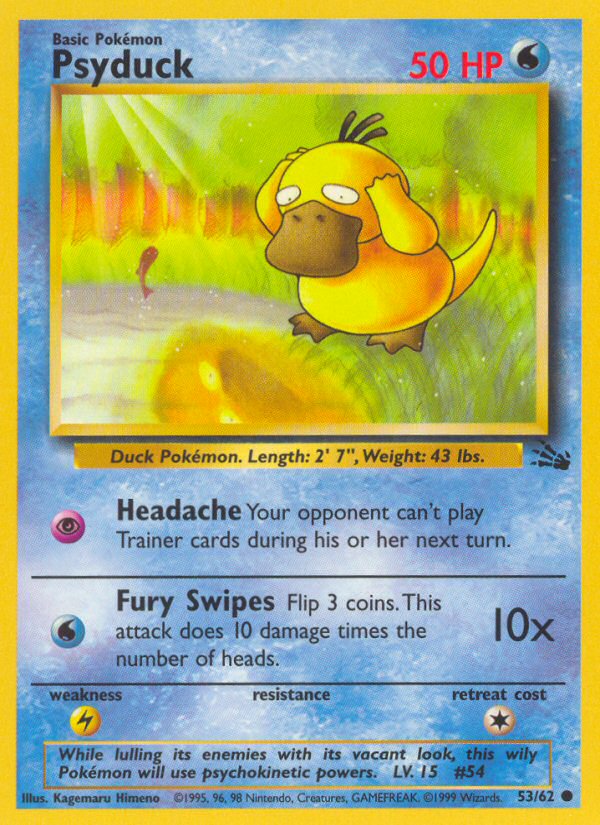 Basic Pokémon
Psyduck 50 HP
Duck Pokémon. Length: 2' 7", Weight: 43 lbs.
Headache Your opponent can't play
Trainer cards during his or her next turn.
Fury Swipes Flip 3 coins. This
attack does 10 damage times the 10x
number of heads.
weakness resistance retreat cost
While lulling its enemies with its vacant look, this wily
Pokémon will use psychokinetic powers. LV. 15 #54
Illus. Kagemaru Himeno ©1995, 96, 98 Nintendo, Creatures, GAMEFREAK. ©1999 Wizards. 53/62